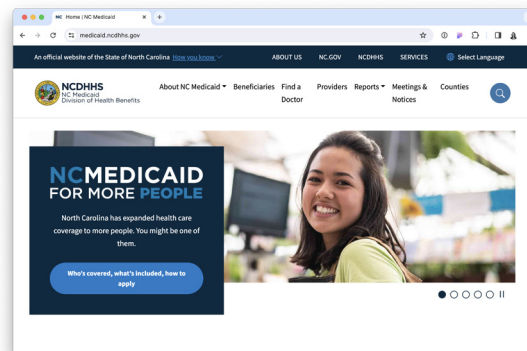 NC Home | NC Medicaid
medicaid.ncdhhs.gov
An official website of the State of North Carolina How you know
ABOUT US NC.GOV NCDHHS SERVICES Select Language
NCDHHS
NC Medicaid
Division of Health Benefits
About NC Medicaid Beneficiaries Find a Doctor Providers Reports Meetings & Notices Counties
NCMEDICAID
FOR MORE PEOPLE
North Carolina has expanded health care
coverage to more people. You might be one of
them.
Who's covered, what's included, how to
apply